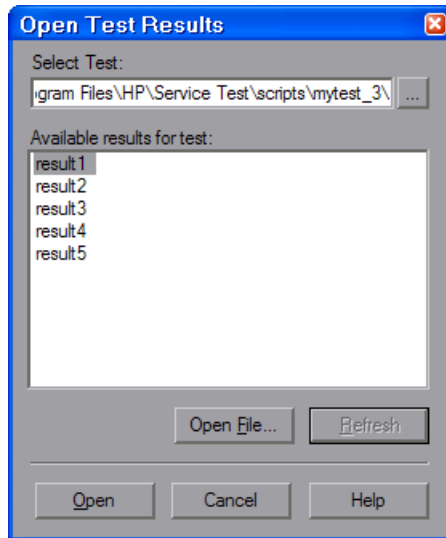 Open Test Results
Select Test:
gram Files\HP\Service Test\scripts\mytest_3\ ...
Available results for test:
result1
result2
result3
result4
result5
Open File... Refresh
Open Cancel Help